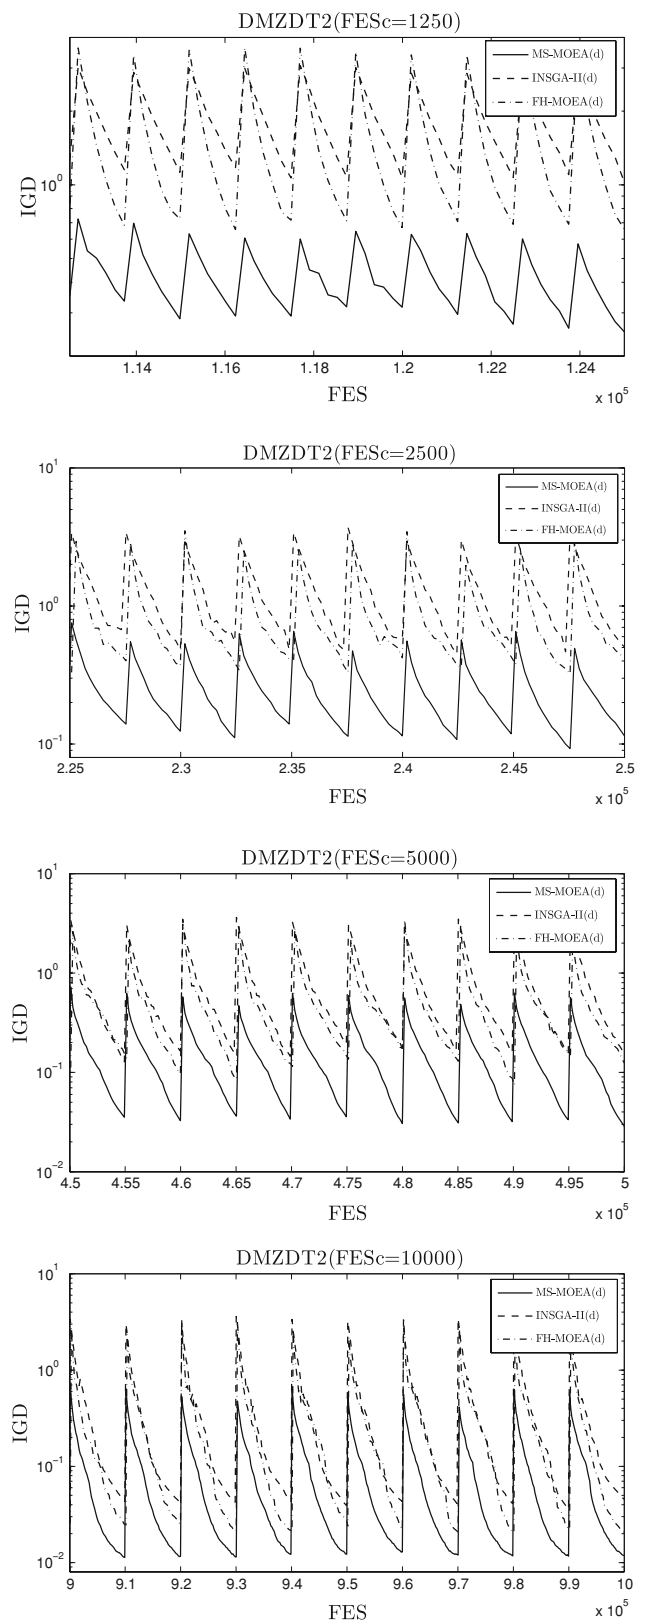 DMZDT2(FESc=1250)
MS-MOEA(d)
INSGA-II(d)
FH-MOEA(d)
10^0
IGD
1.14 1.16 1.18 1.2 1.22 1.24
FES
x 10^5
DMZDT2(FESc=2500)
10^1
MS-MOEA(d)
INSGA-II(d)
FH-MOEA(d)
10^0
IGD
10^-1
2.25 2.3 2.35 2.4 2.45 2.5
FES
x 10^5
DMZDT2(FESc=5000)
10^1
MS-MOEA(d)
INSGA-II(d)
FH-MOEA(d)
10^0
IGD
10^-1
10^-2
4.5 4.55 4.6 4.65 4.7 4.75 4.8 4.85 4.9 4.95 5
FES
x 10^5
DMZDT2(FESc=10000)
10^1
MS-MOEA(d)
INSGA-II(d)
FH-MOEA(d)
10^0
IGD
10^-1
10^-2
9 9.1 9.2 9.3 9.4 9.5 9.6 9.7 9.8 9.9 10
FES
x 10^5